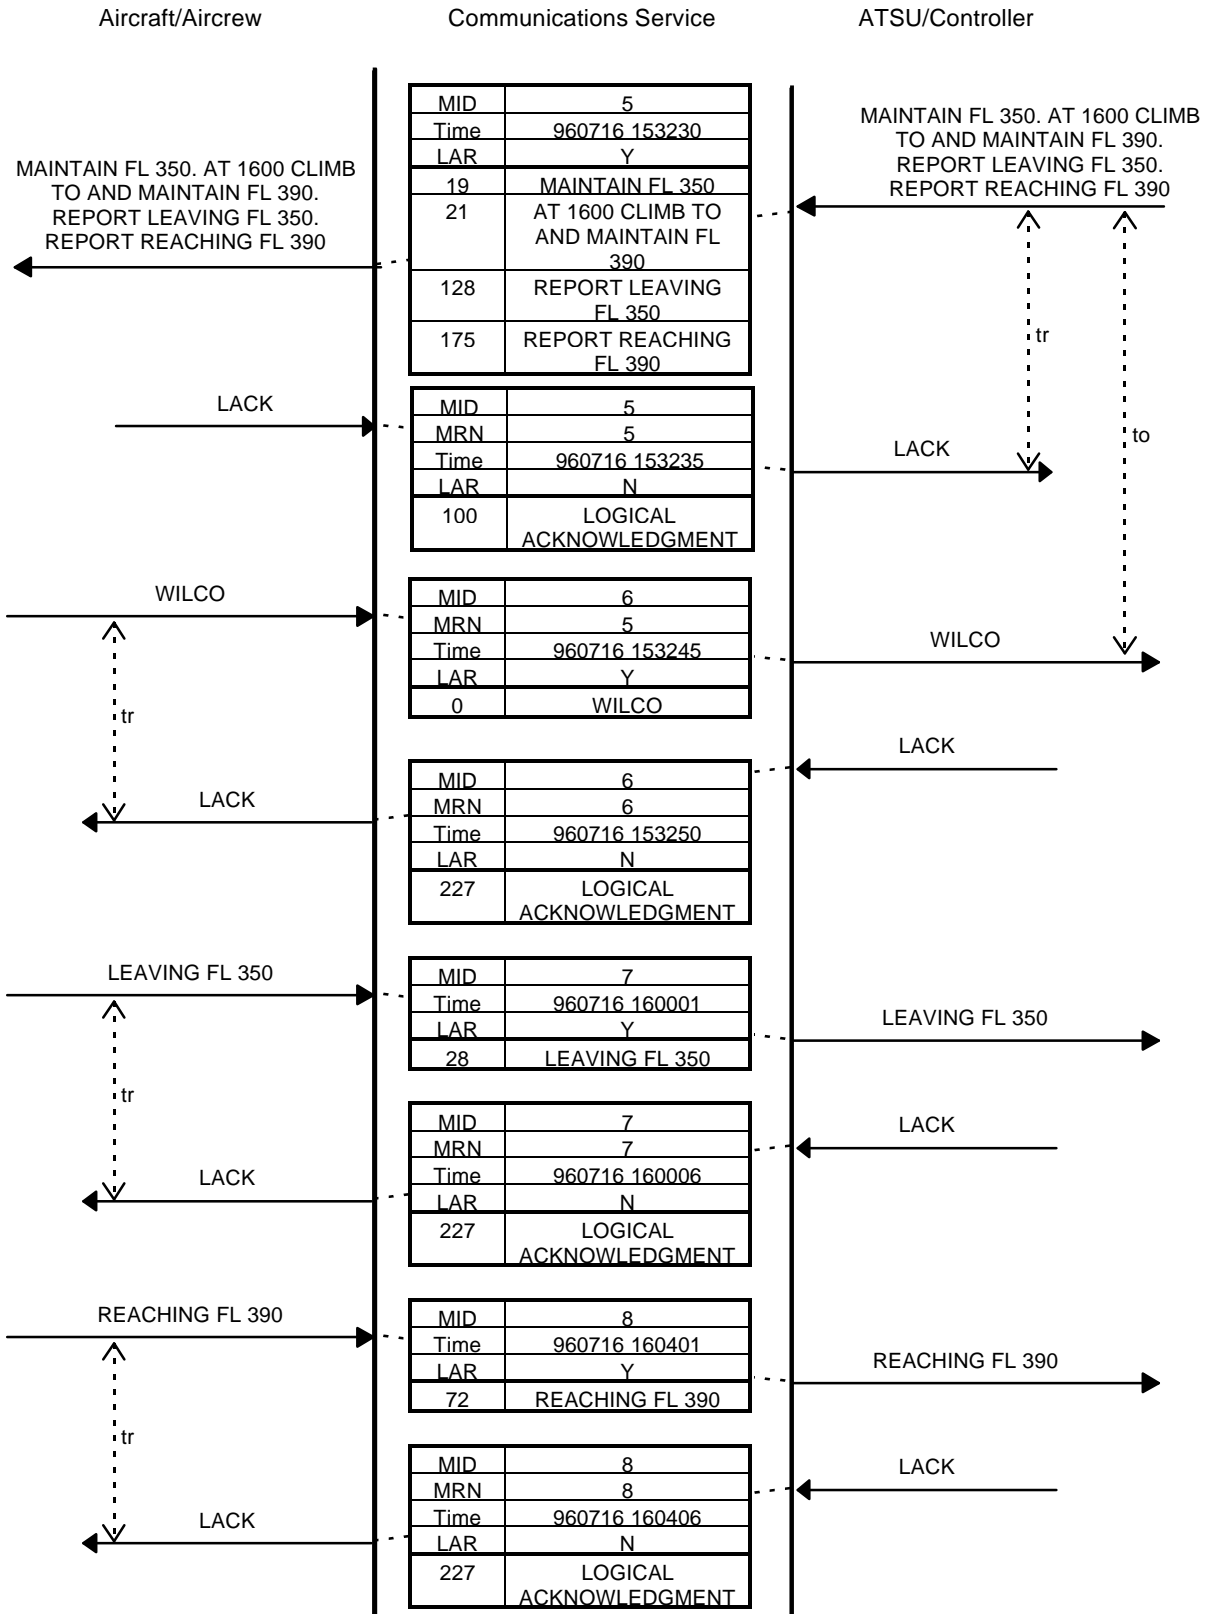 Aircraft/Aircrew Communications Service ATSU/Controller
MAINTAIN FL 350. AT 1600 CLIMB
TO AND MAINTAIN FL 390.
REPORT LEAVING FL 350.
REPORT REACHING FL 390
MID 5
Time 960716 153230
LAR Y
19 MAINTAIN FL 350
21 AT 1600 CLIMB TO
AND MAINTAIN FL
390
128 REPORT LEAVING
FL 350
175 REPORT REACHING
FL 390
MAINTAIN FL 350. AT 1600 CLIMB
TO AND MAINTAIN FL 390.
REPORT LEAVING FL 350.
REPORT REACHING FL 390
tr
to
LACK
MID 5
MRN 5
Time 960716 153235
LAR N
100 LOGICAL
ACKNOWLEDGMENT
LACK
WILCO
MID 6
MRN 5
Time 960716 153245
LAR Y
0 WILCO
WILCO
tr
LACK
MID 6
MRN 6
Time 960716 153250
LAR N
227 LOGICAL
ACKNOWLEDGMENT
LACK
LEAVING FL 350
MID 7
Time 960716 160001
LAR Y
28 LEAVING FL 350
LEAVING FL 350
tr
LACK
MID 7
MRN 7
Time 960716 160006
LAR N
227 LOGICAL
ACKNOWLEDGMENT
LACK
REACHING FL 390
MID 8
Time 960716 160401
LAR Y
72 REACHING FL 390
REACHING FL 390
tr
LACK
MID 8
MRN 8
Time 960716 160406
LAR N
227 LOGICAL
ACKNOWLEDGMENT
LACK